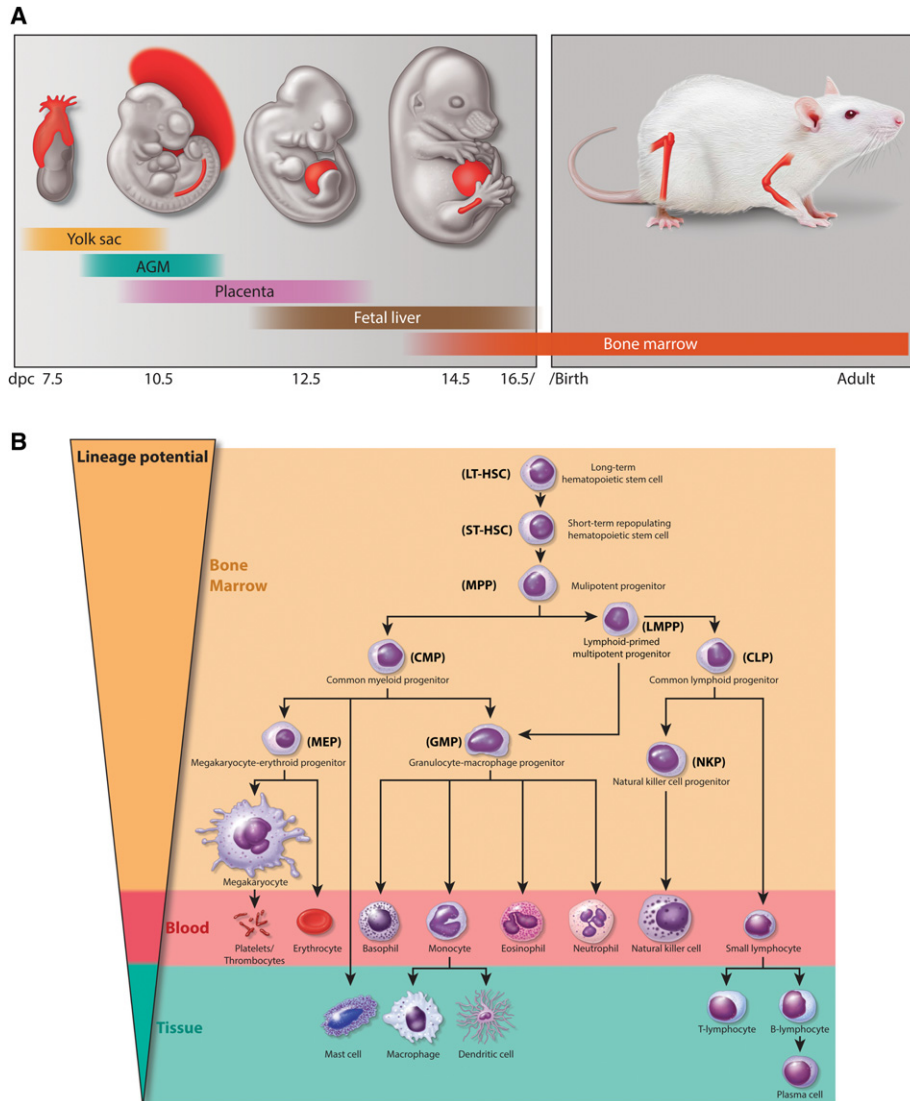 A
Yolk sac
AGM
Placenta
Fetal liver
Bone marrow
dpc 7.5 10.5 12.5 14.5 16.5/ /Birth Adult
B
Lineage potential
(LT-HSC)
Long-term
hematopoietic stem cell
(ST-HSC)
Short-term repopulating
hematopoietic stem cell
Bone
Marrow
(MPP)
Mulipotent progenitor
(LMPP)
Lymphoid-primed
multipotent progenitor
(CMP)
Common myeloid progenitor
(CLP)
Common lymphoid progenitor
(MEP)
Megakaryocyte-erythroid progenitor
(GMP)
Granulocyte-macrophage progenitor
(NKP)
Natural killer cell progenitor
Megakaryocyte
Blood
Platelets/
Thrombocytes
Erythrocyte
Basophil
Monocyte
Eosinophil
Neutrophil
Natural killer cell
Small lymphocyte
Tissue
Mast cell
Macrophage
Dendritic cell
T-lymphocyte
B-lymphocyte
Plasma cell